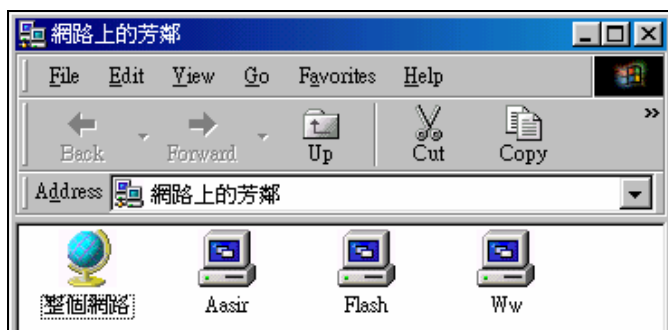 網路上的芳鄰
File Edit View Go Favorites Help
Back Forward Up Cut Copy »
Address 網路上的芳鄰
整個網路 Aasir Flash Ww